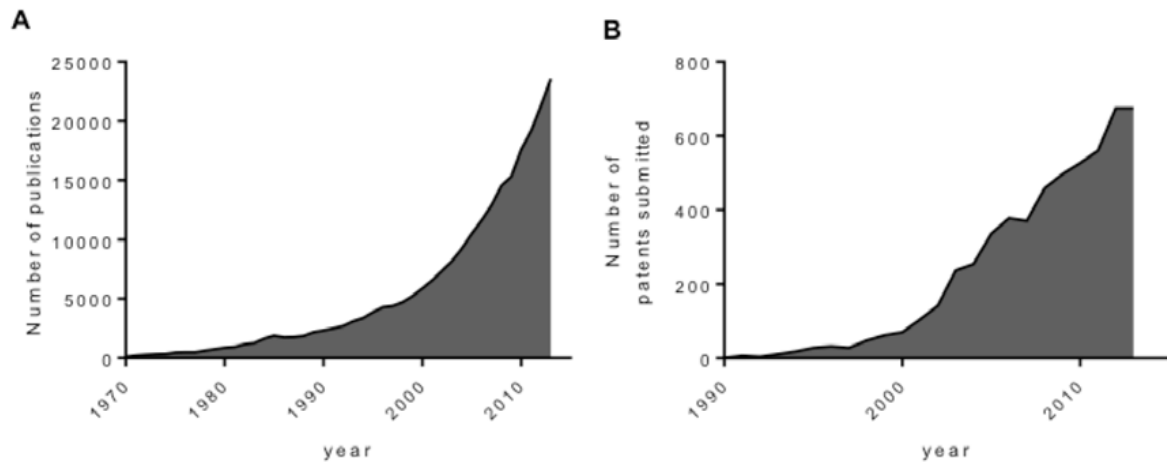 A
Number of publications
25000
20000
15000
10000
5000
0
1970
1980
1990
2000
2010
year
B
Number of
patents submitted
800
600
400
200
0
1990
2000
2010
year